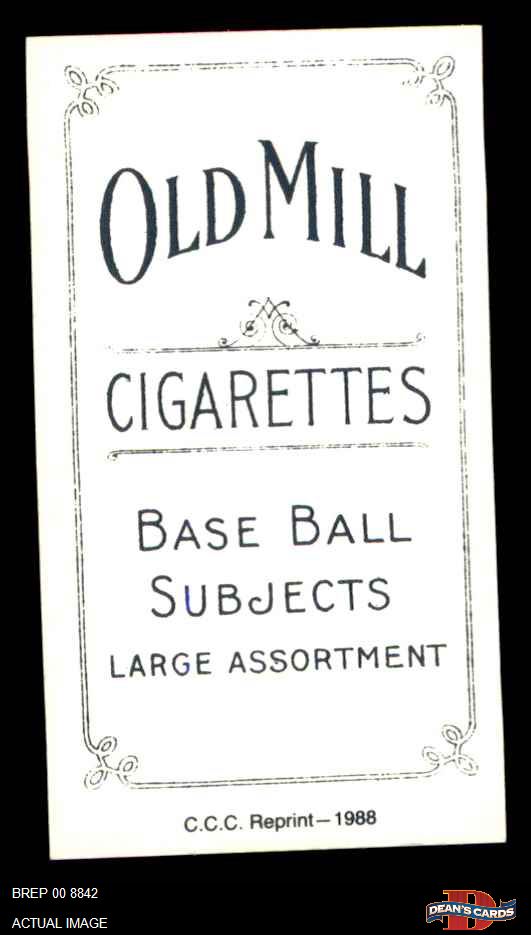 OLD MILL
CIGARETTES
BASE BALL
SUBJECTS
LARGE ASSORTMENT
C.C.C. Reprint—1988
BREP 00 8842
ACTUAL IMAGE
D
DEAN'S CARDS